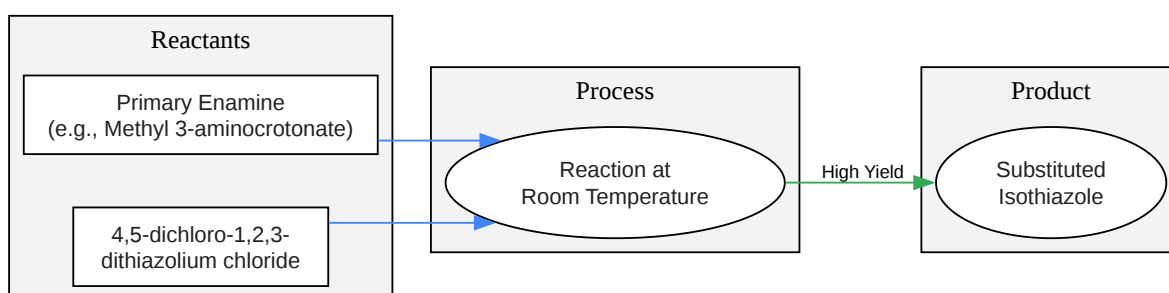 Reactants
Primary Enamine
(e.g., Methyl 3-aminocrotonate)
4,5-dichloro-1,2,3-
dithiazolium chloride
Process
Reaction at
Room Temperature
High Yield
Product
Substituted
Isothiazole